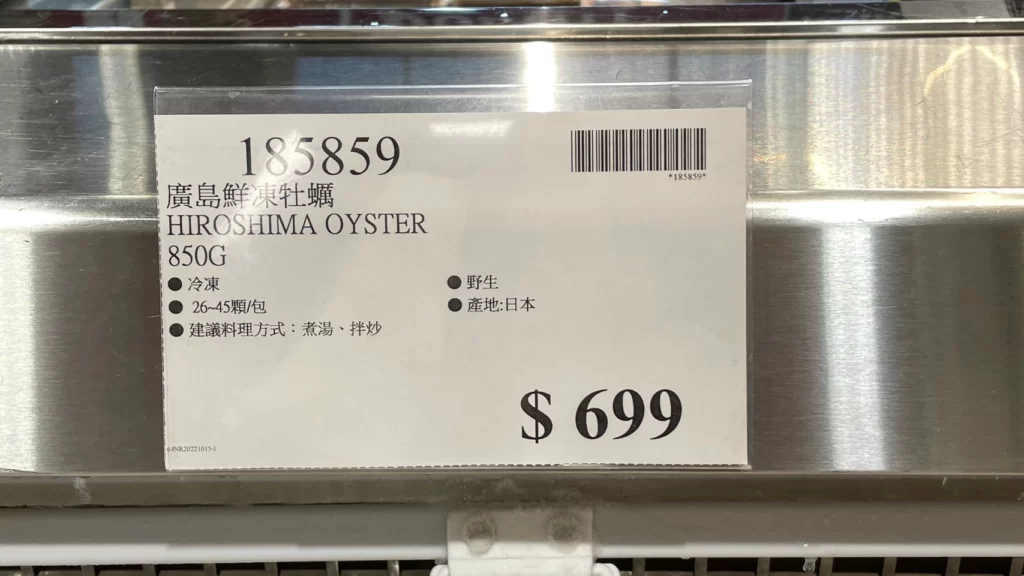 185859
*185859*
廣島鮮凍牡蠣
HIROSHIMA OYSTER
850G
● 冷凍
● 野生
● 26~45顆/包
● 產地:日本
● 建議料理方式：煮湯、拌炒
$ 699